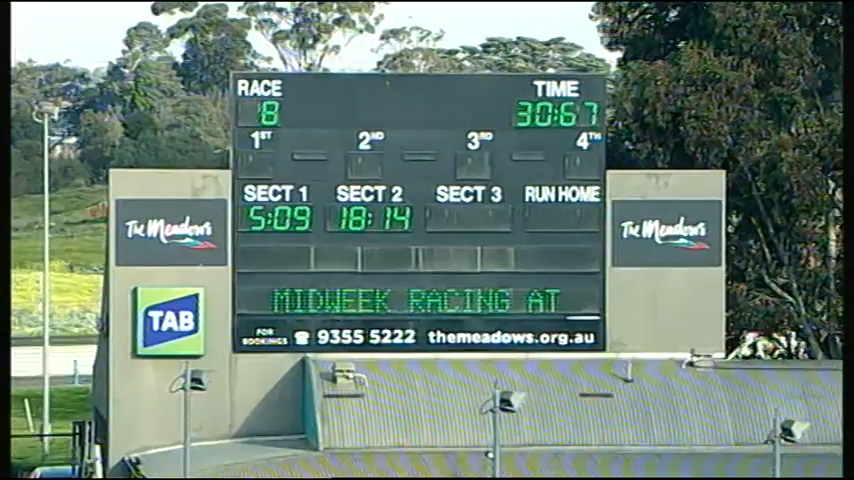 RACE TIME
8 30:67
1ST 2ND 3RD 4TH
SECT 1 SECT 2 SECT 3 RUN HOME
5:09 18:14
The Meadows
The Meadows
MIDWEEK RACING AT
TAB
FOR BOOKINGS ☎ 9355 5222 themeadows.org.au